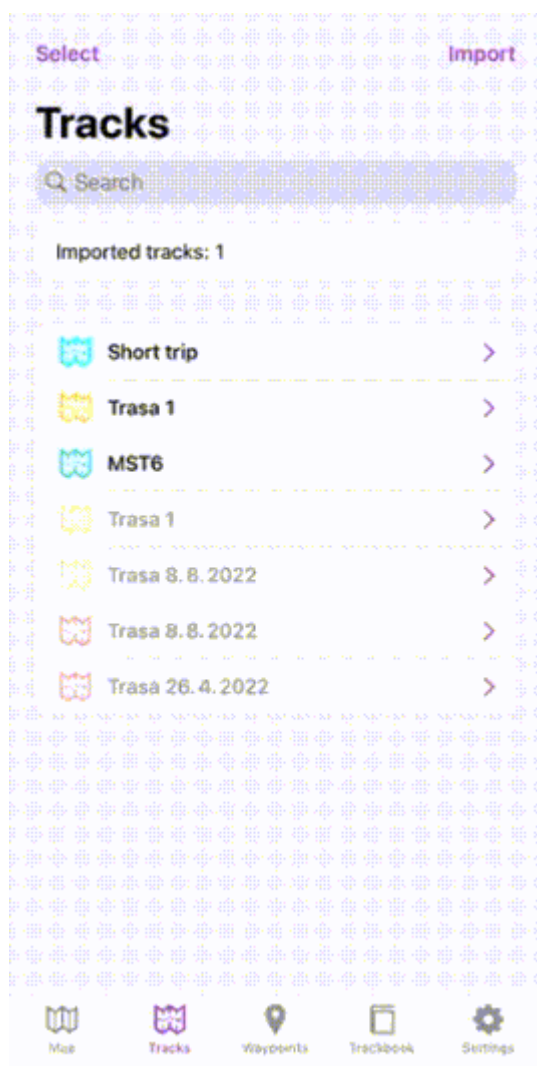 Select Import
Tracks
Search
Imported tracks: 1
Short trip
Trasa 1
MST6
Trasa 1
Trasa 8. 8. 2022
Trasa 8. 8. 2022
Trasa 26. 4. 2022
Map Tracks Waypoints Trackbook Settings